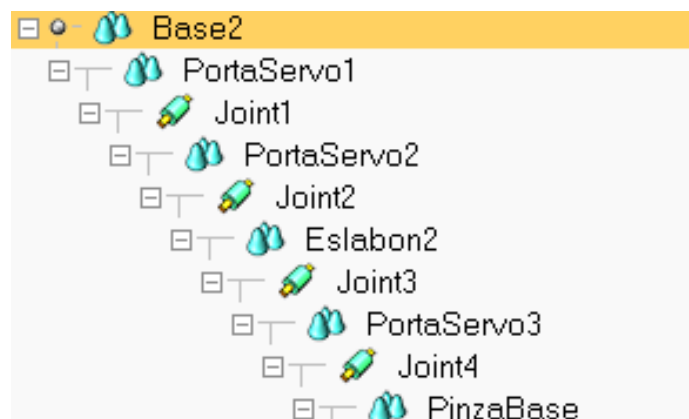 Base2
PortaServo1
Joint1
PortaServo2
Joint2
Eslabon2
Joint3
PortaServo3
Joint4
PinzaBase